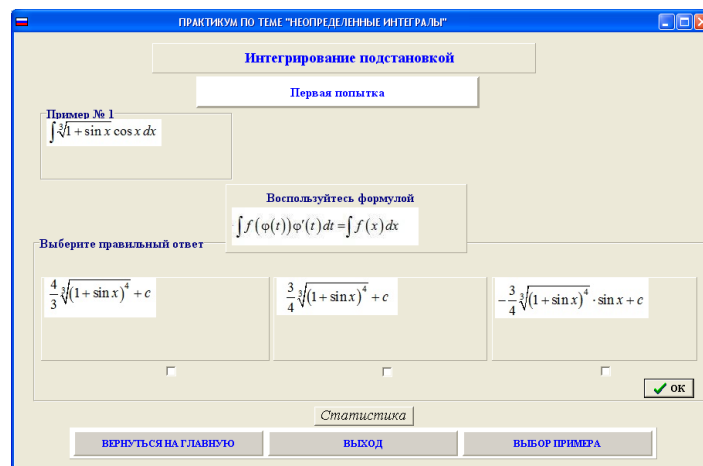 ПРАКТИКУМ ПО ТЕМЕ "НЕОПРЕДЕЛЕННЫЕ ИНТЕГРАЛЫ"
Интегрирование подстановкой
Первая попытка
Пример № 1
∫∛(1 + sin x) cos x dx
Воспользуйтесь формулой
∫ f(φ(t))φ′(t)dt = ∫ f(x)dx
Выберите правильный ответ
4/3 ∛(1 + sin x)⁴ + c
3/4 ∛(1 + sin x)⁴ + c
−3/4 ∛(1 + sin x)⁴ · sin x + c
ОК
Статистика
ВЕРНУТЬСЯ НА ГЛАВНУЮ
ВЫХОД
ВЫБОР ПРИМЕРА